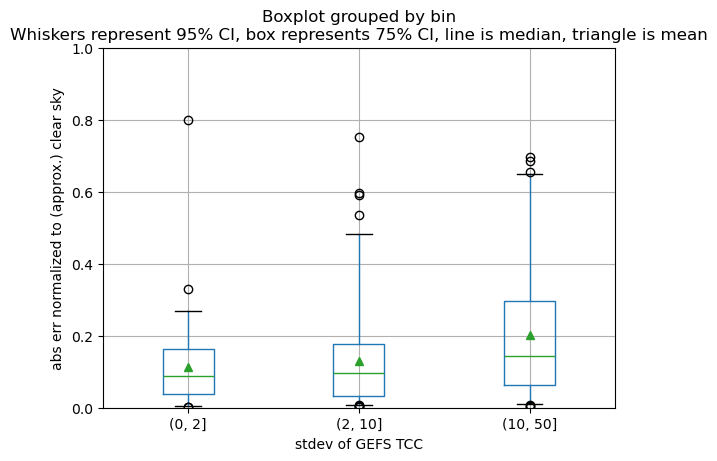 Boxplot grouped by bin
Whiskers represent 95% CI, box represents 75% CI, line is median, triangle is mean
abs err normalized to (approx.) clear sky
1.0
0.8
0.6
0.4
0.2
0.0
(0, 2]
(2, 10]
(10, 50]
stdev of GEFS TCC